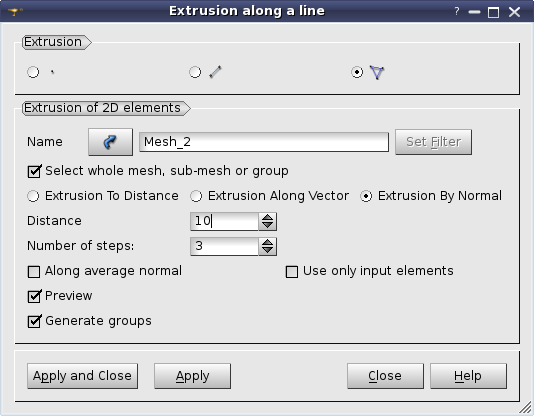 Extrusion along a line
?
Extrusion
Extrusion of 2D elements
Name Mesh_2 Set Filter
Select whole mesh, sub-mesh or group
Extrusion To Distance Extrusion Along Vector Extrusion By Normal
Distance 10
Number of steps: 3
Along average normal Use only input elements
Preview
Generate groups
Apply and Close Apply Close Help